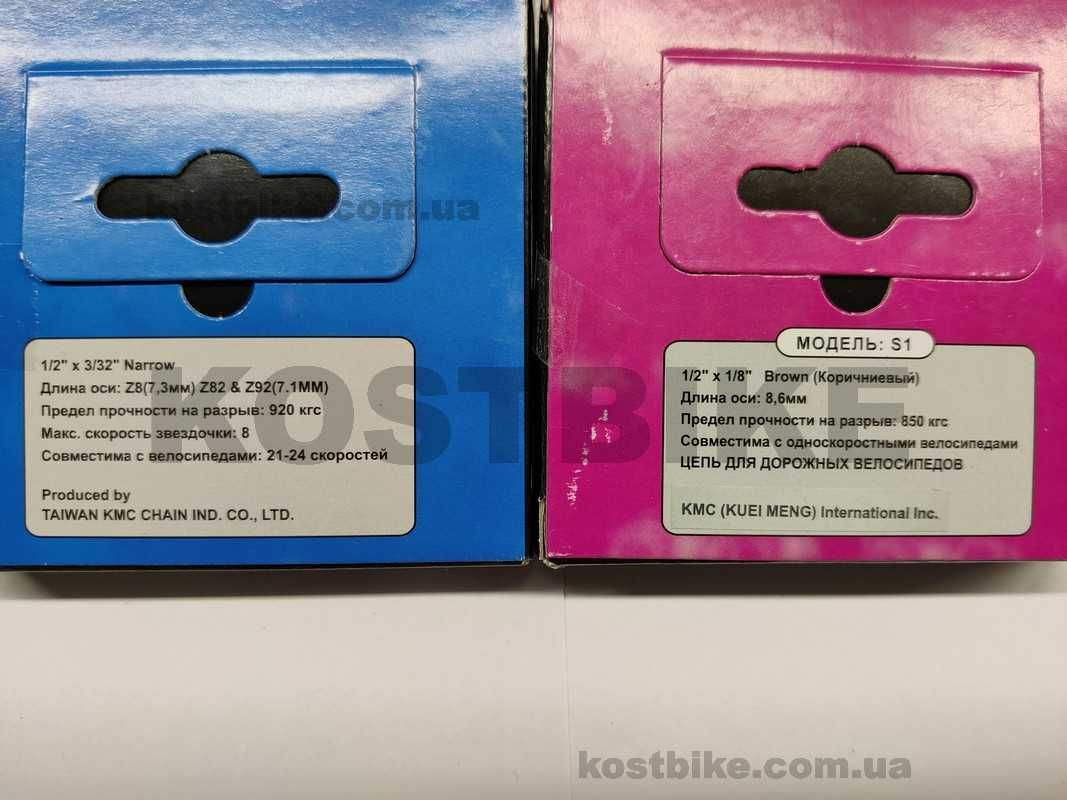 kostbike.com.ua
1/2" x 3/32" Narrow
Длина оси: Z8(7,3мм) Z82 & Z92(7.1ММ)
Предел прочности на разрыв: 920 кгс
Макс. скорость звездочки: 8
Совместима с велосипедами: 21-24 скоростей
Produced by
TAIWAN KMC CHAIN IND. CO., LTD.
МОДЕЛЬ: S1
1/2" x 1/8" Brown (Коричниевый)
Длина оси: 8,6мм
Предел прочности на разрыв: 850 кгс
Совместима с односкоростными велосипедами
ЦЕПЬ ДЛЯ ДОРОЖНЫХ ВЕЛОСИПЕДОВ
KMC (KUEI MENG) International Inc.
KOSTBIKE
kostbike.com.ua